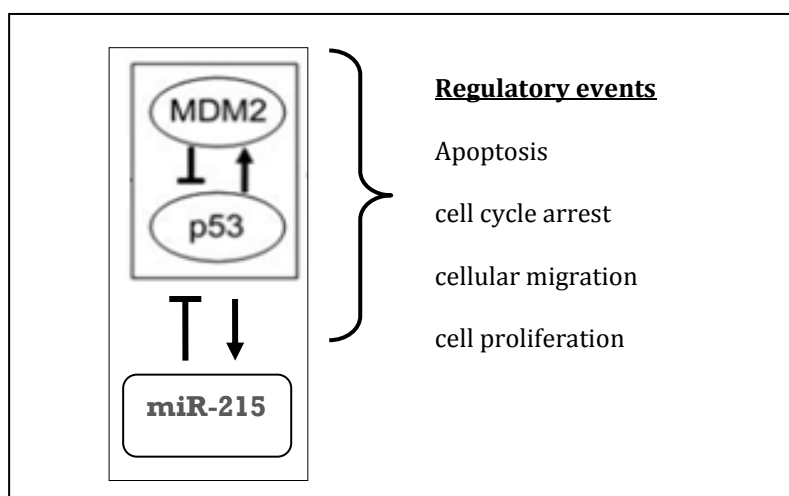 MDM2
p53
miR-215
Regulatory events
Apoptosis
cell cycle arrest
cellular migration
cell proliferation